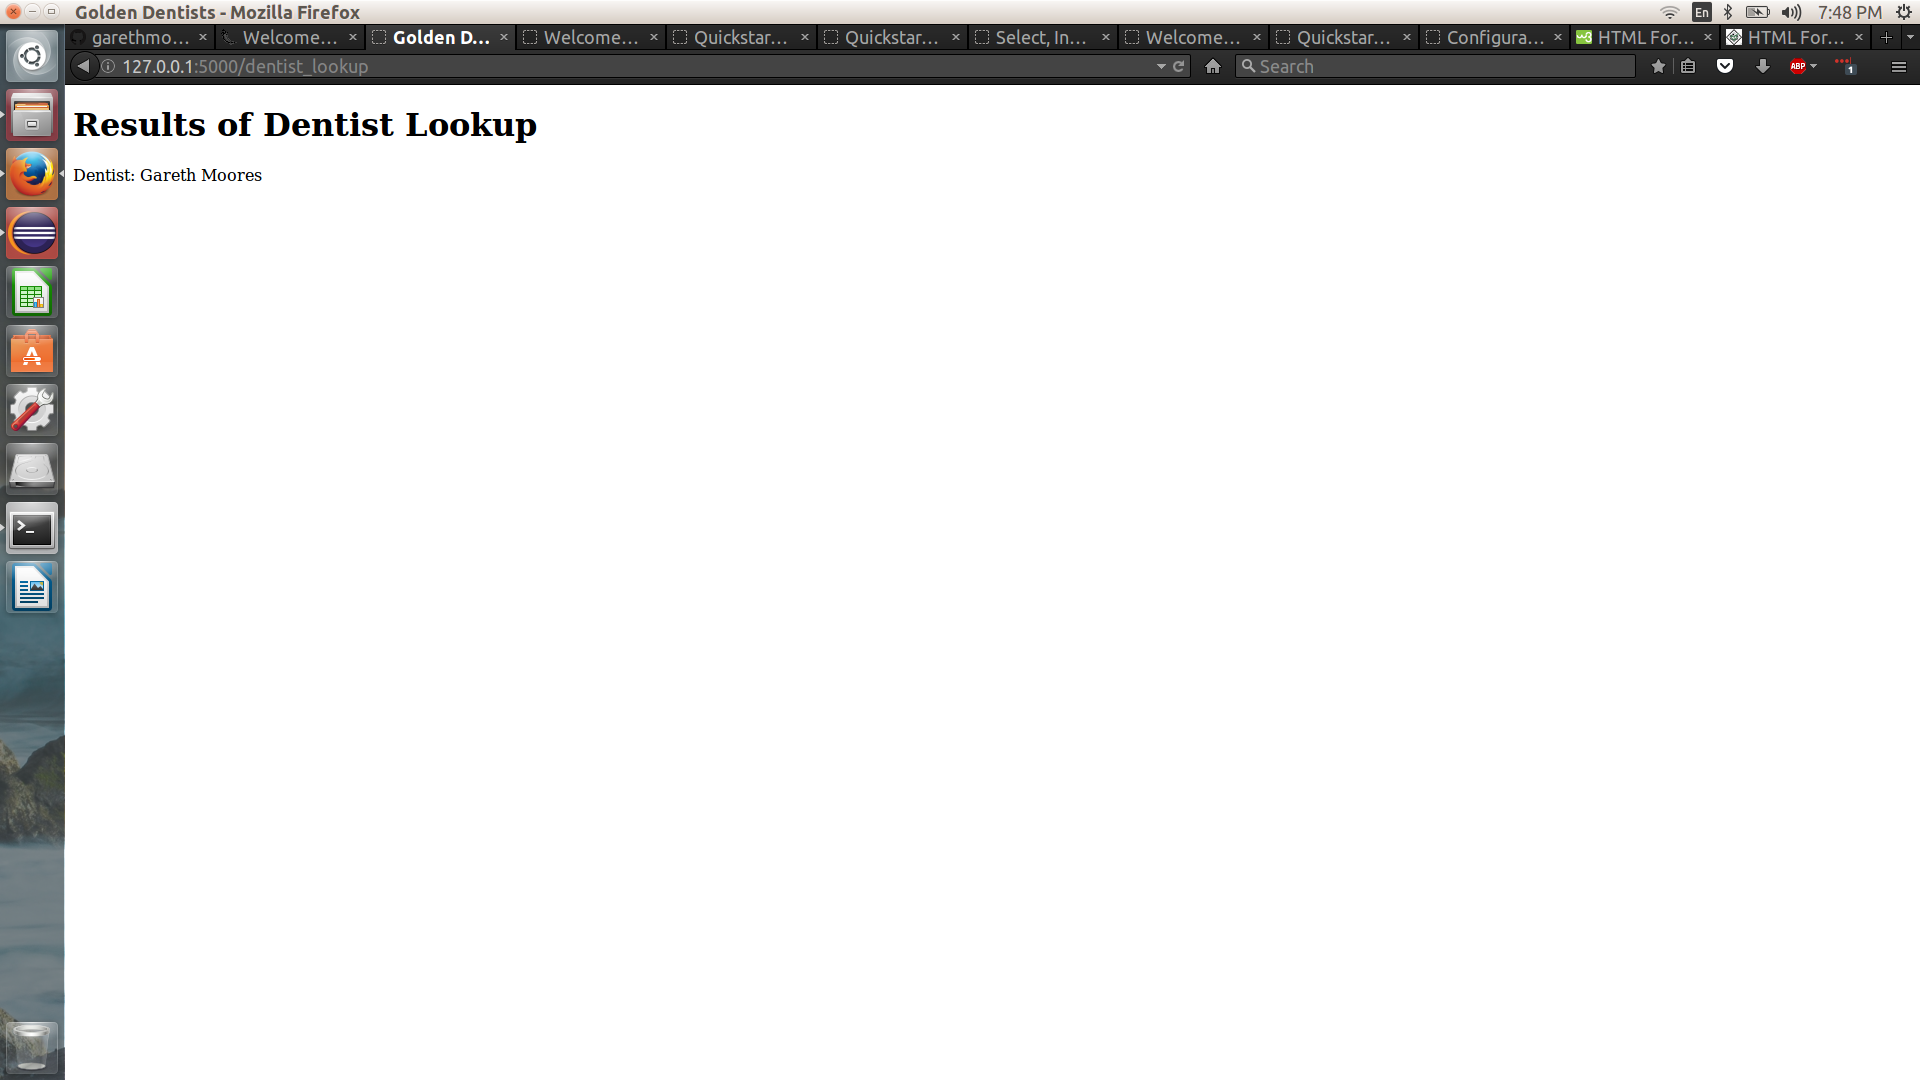 Golden Dentists - Mozilla Firefox
En
7:48 PM
garethmo...
Welcome...
Golden D...
Welcome...
Quickstar...
Quickstar...
Select, In...
Welcome...
Quickstar...
Configura...
HTML For...
HTML For...
127.0.0.1:5000/dentist_lookup
Search
ABP
1
Results of Dentist Lookup
Dentist: Gareth Moores